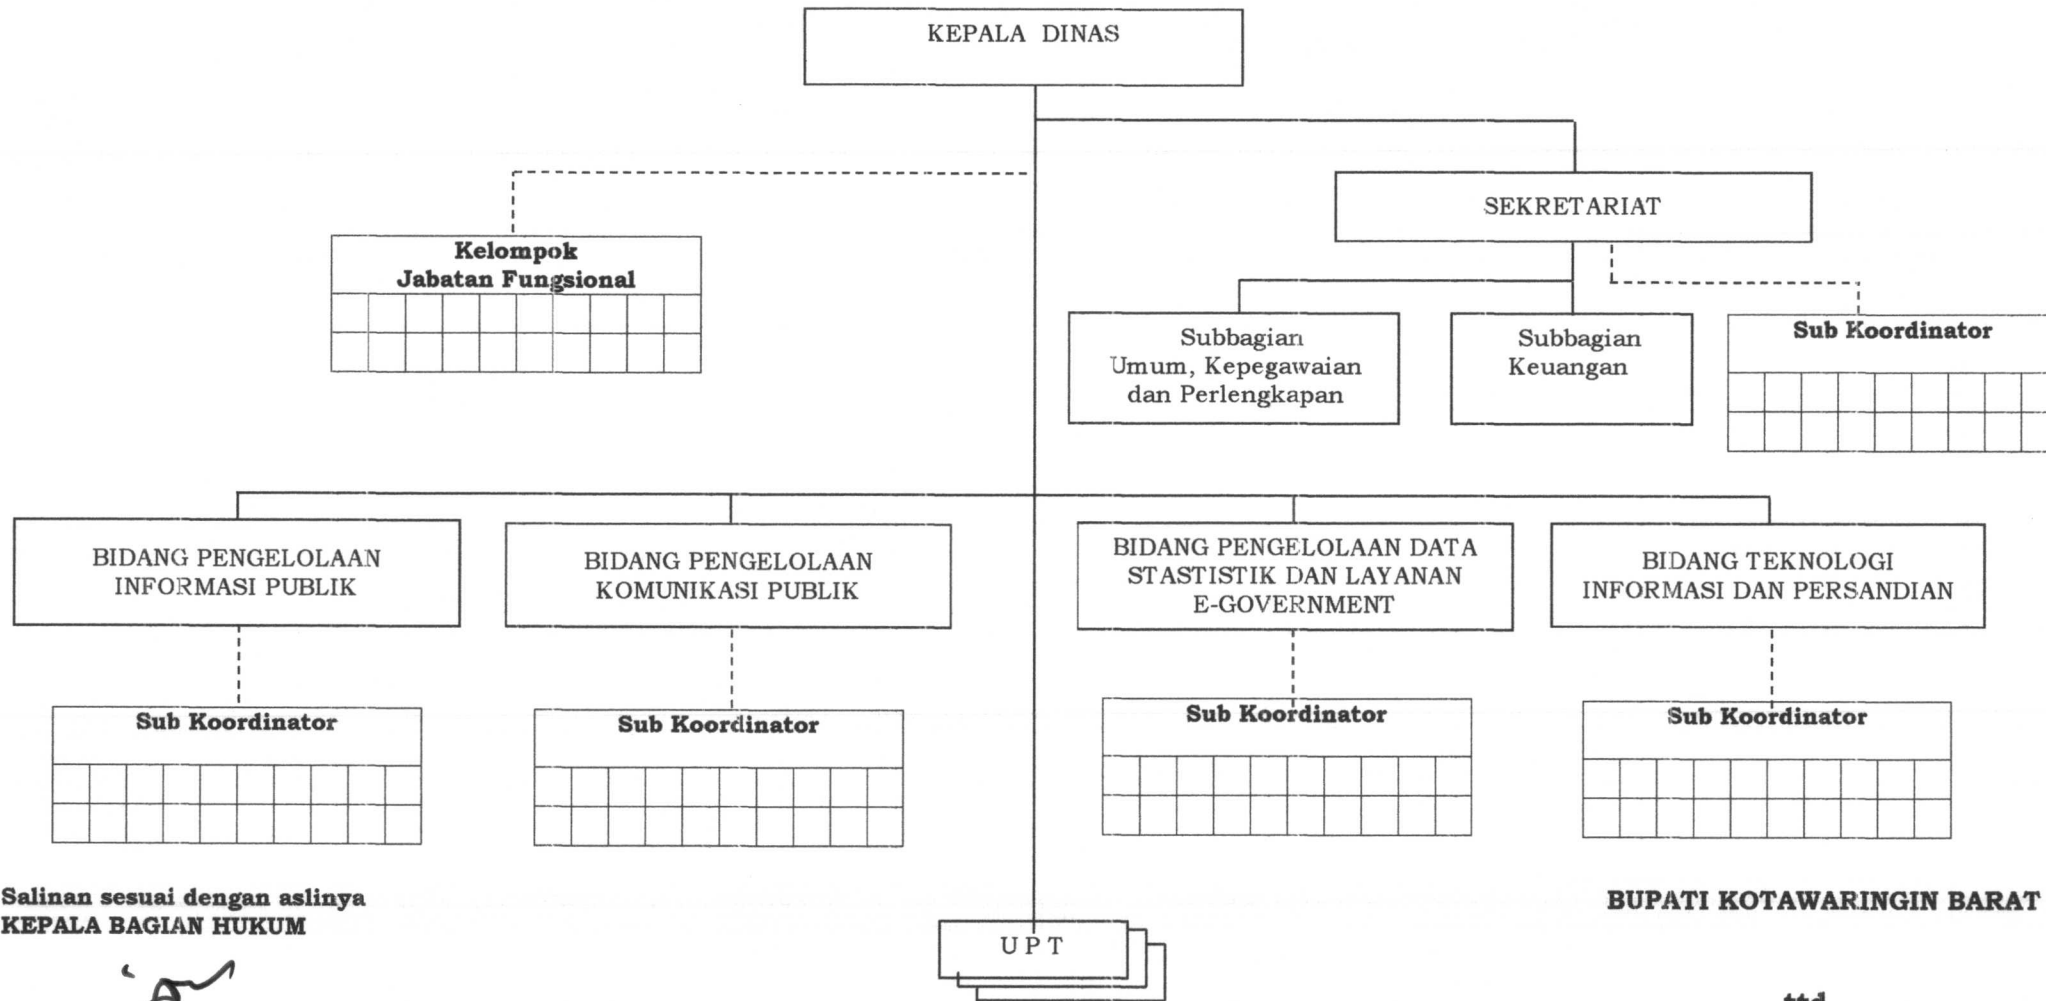 KEPALA DINAS
SEKRETARIAT
Kelompok
Jabatan Fungsional
Subbagian
Umum, Kepegawaian
dan Perlengkapan
Subbagian
Keuangan
Sub Koordinator
BIDANG PENGELOLAAN
INFORMASI PUBLIK
BIDANG PENGELOLAAN
KOMUNIKASI PUBLIK
BIDANG PENGELOLAAN DATA
STASTISTIK DAN LAYANAN
E-GOVERNMENT
BIDANG TEKNOLOGI
INFORMASI DAN PERSANDIAN
Sub Koordinator
Sub Koordinator
Sub Koordinator
Sub Koordinator
Salinan sesuai dengan aslinya
KEPALA BAGIAN HUKUM
BUPATI KOTAWARINGIN BARAT
U P T
ttd